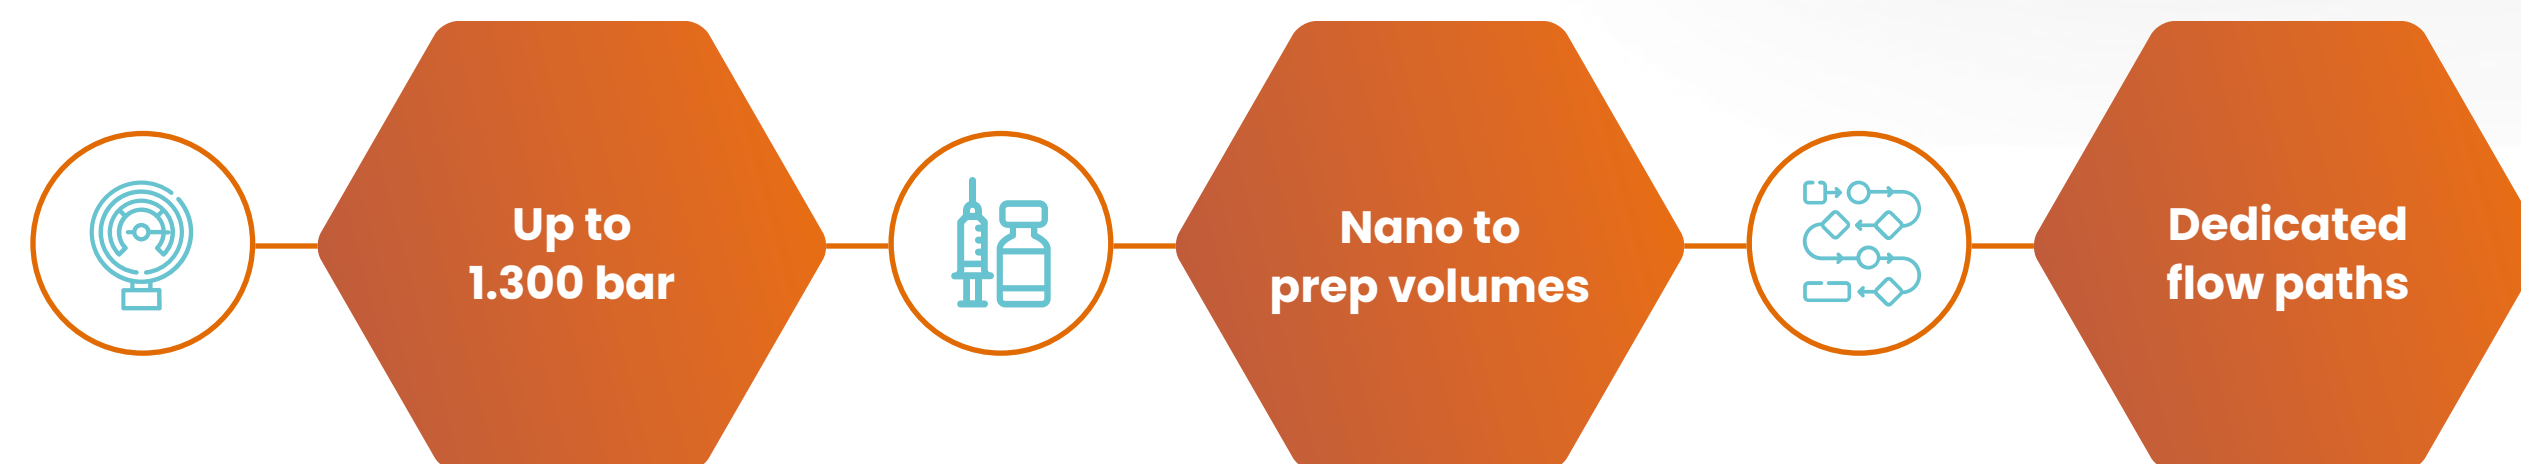 Up to
1.300 bar
Nano to
prep volumes
Dedicated
flow paths